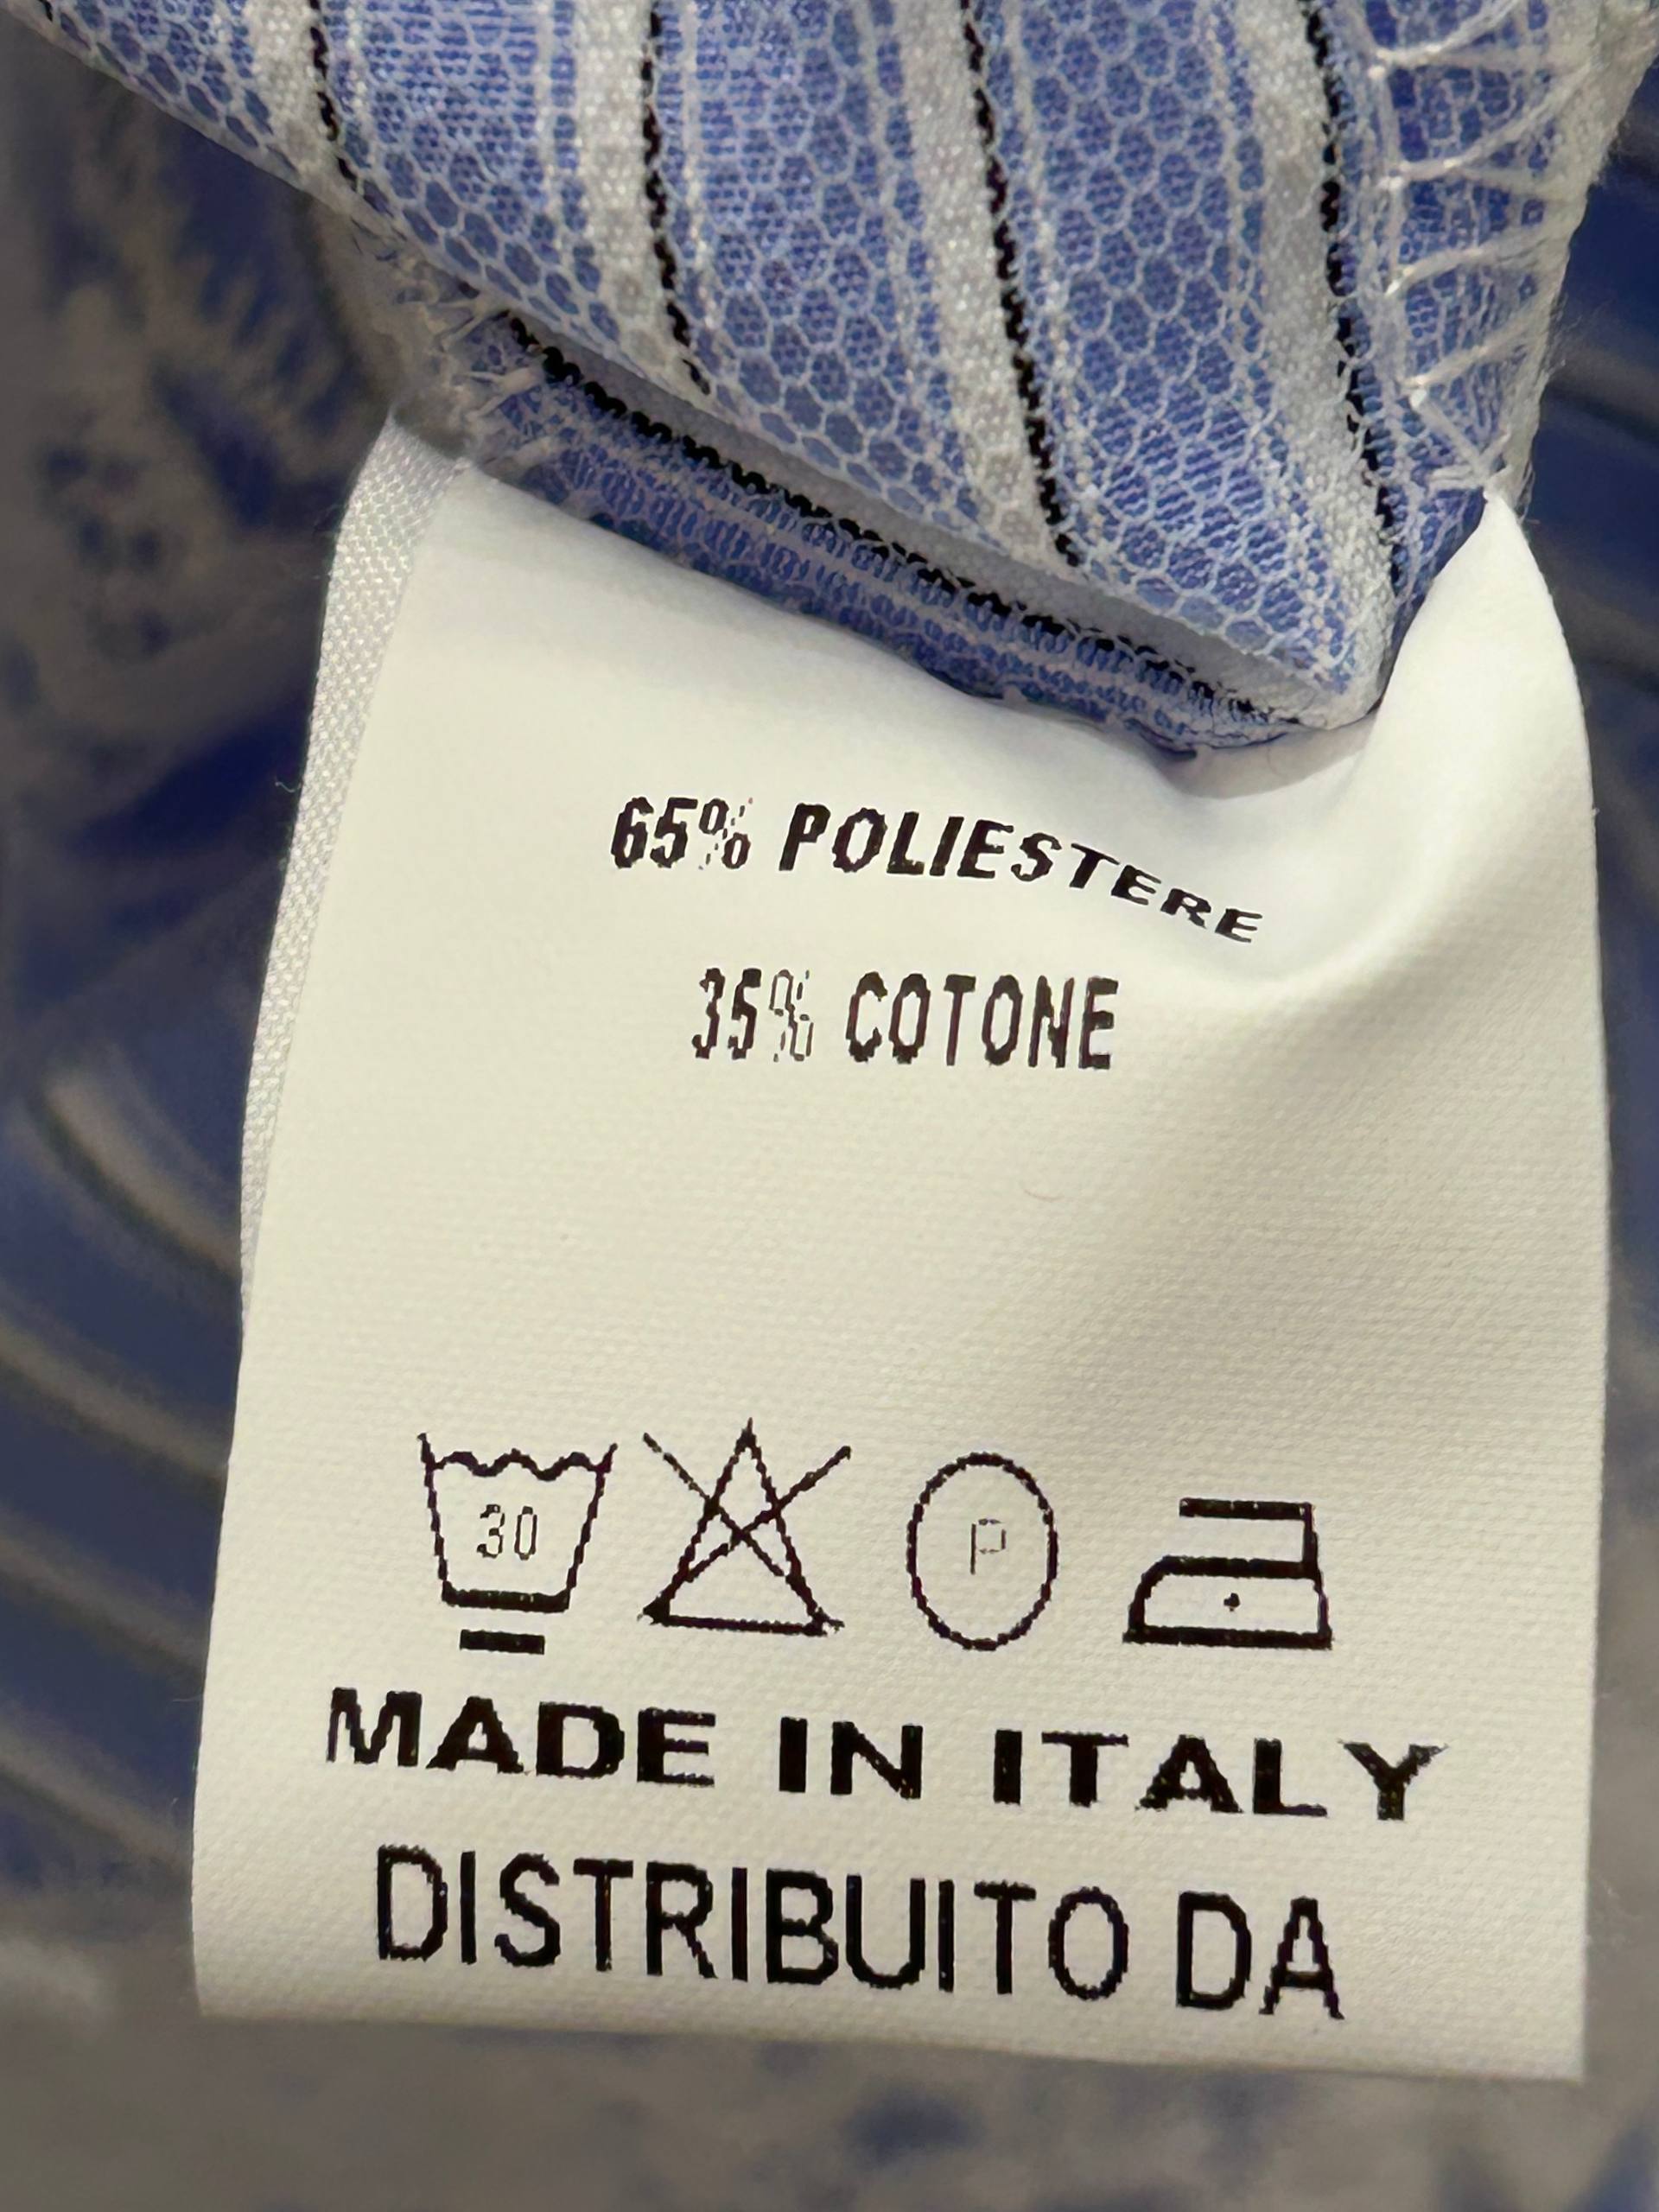 65% POLIESTERE
35% COTONE
30 P
MADE IN ITALY
DISTRIBUITO DA